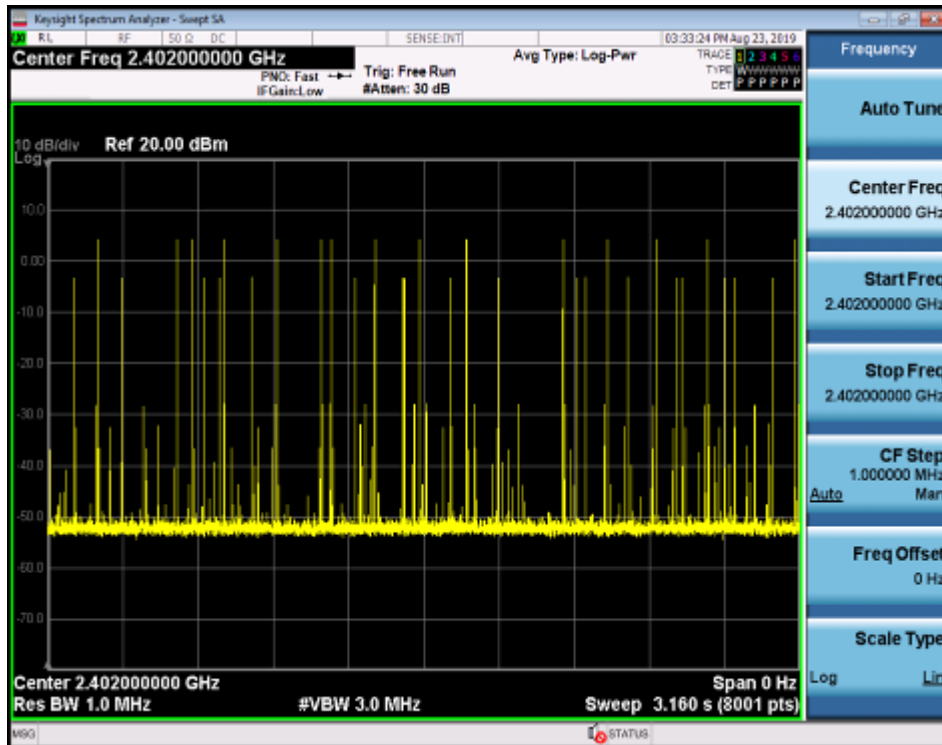 Keysight Spectrum Analyzer - Swept SA
RL RF 50 Ω DC SENSE:INT 03:33:24 PM Aug 23, 2019
Center Freq 2.402000000 GHz
PNO: Fast
IFGain:Low
Trig: Free Run
#Atten: 30 dB
Avg Type: Log-Pwr
TRACE 1 2 3 4 5 6
TYPE
DET P P P P P P
10 dB/div Ref 20.00 dBm
Log
10.0
0.00
-10.0
-20.0
-30.0
-40.0
-50.0
-60.0
-70.0
Center 2.402000000 GHz Span 0 Hz
Res BW 1.0 MHz #VBW 3.0 MHz Sweep 3.160 s (8001 pts)
MSG STATUS
Frequency
Auto Tune
Center Freq
2.402000000 GHz
Start Freq
2.402000000 GHz
Stop Freq
2.402000000 GHz
CF Step
1.000000 MHz
Auto Man
Freq Offset
0 Hz
Scale Type
Log Lin